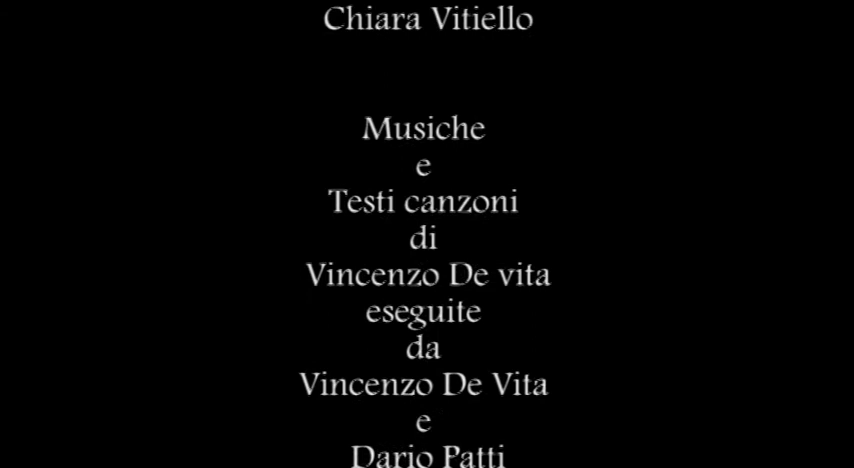 Chiara Vitiello
Musiche
e
Testi canzoni
di
Vincenzo De vita
eseguite
da
Vincenzo De Vita
e
Dario Patti